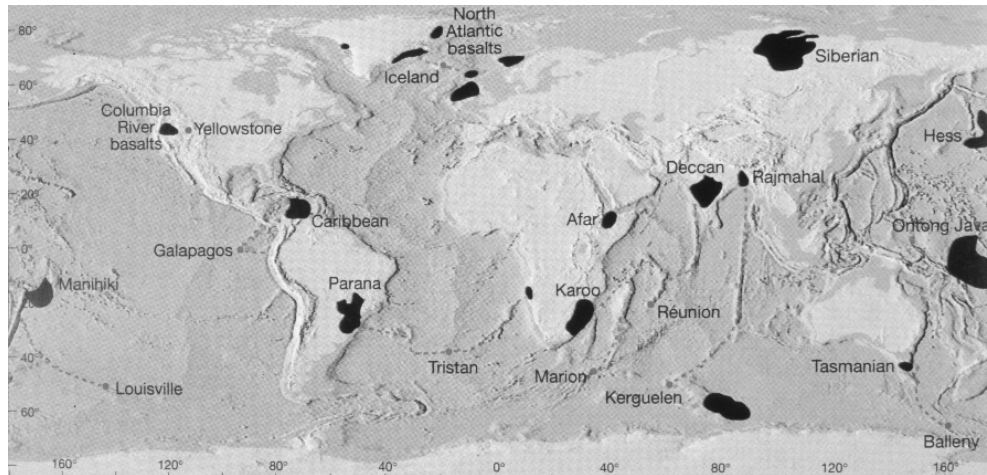 80°
60°
40°
20°
0°
20°
40°
60°
North
Atlantic
basalts
Iceland
Siberian
Columbia
River
basalts
Yellowstone
Hess
Deccan
Rajmahal
Caribbean
Afar
Ontong Java
Galapagos
Manihiki
Parana
Karoo
Réunion
Tristan
Marion
Tasmanian
Louisville
Kerguelen
Balleny
160°
120°
80°
40°
0°
40°
80°
120°
160°